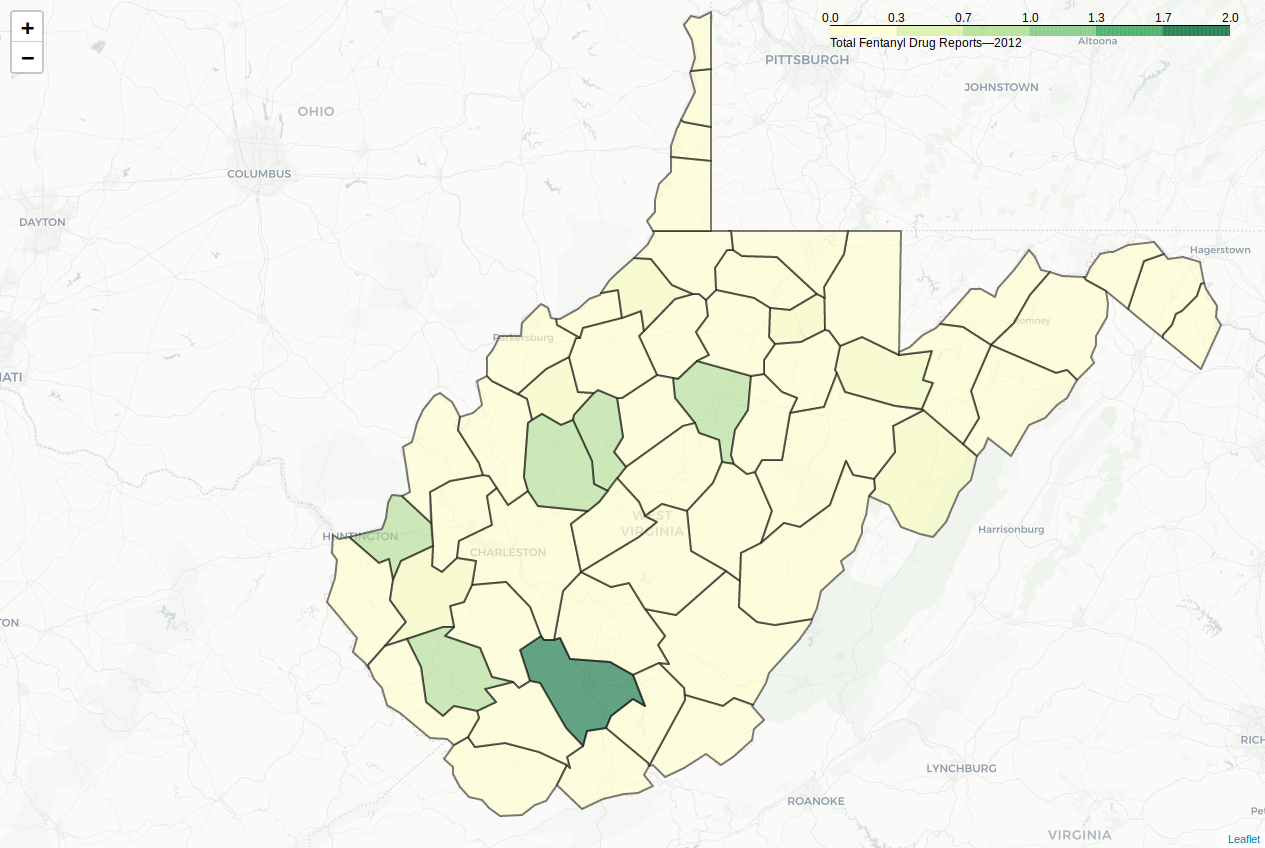 +
−
0.0 0.3 0.7 1.0 1.3 1.7 2.0
Total Fentanyl Drug Reports—2012
Altoona
PITTSBURGH
JOHNSTOWN
OHIO
COLUMBUS
DAYTON
Hagerstown
Romney
Parkersburg
ATI
WEST
VIRGINIA
HUNTINGTON
Harrisonburg
CHARLESTON
ON
RICH
LYNCHBURG
ROANOKE
Pet
VIRGINIA
Leaflet